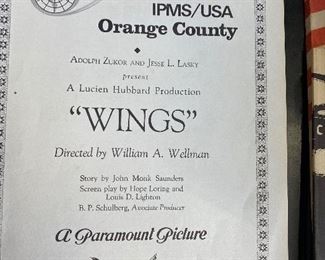 IPMS/USA
Orange County
ADOLPH ZUKOR AND JESSE L. LASKY
present
A LUCIEN HUBBARD PRODUCTION
"WINGS"
Directed by William A. Wellman
Story by John Monk Saunders
Screen play by Hope Loring and
Louis D. Lighton
B. P. Schulberg, Associate Producer
A Paramount Picture